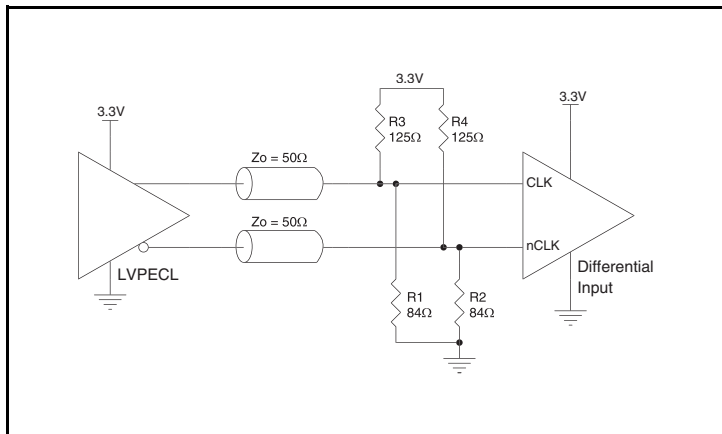 3.3V
3.3V
3.3V
R3
125Ω
R4
125Ω
Zo = 50Ω
CLK
Zo = 50Ω
nCLK
LVPECL
Differential
Input
R1
84Ω
R2
84Ω